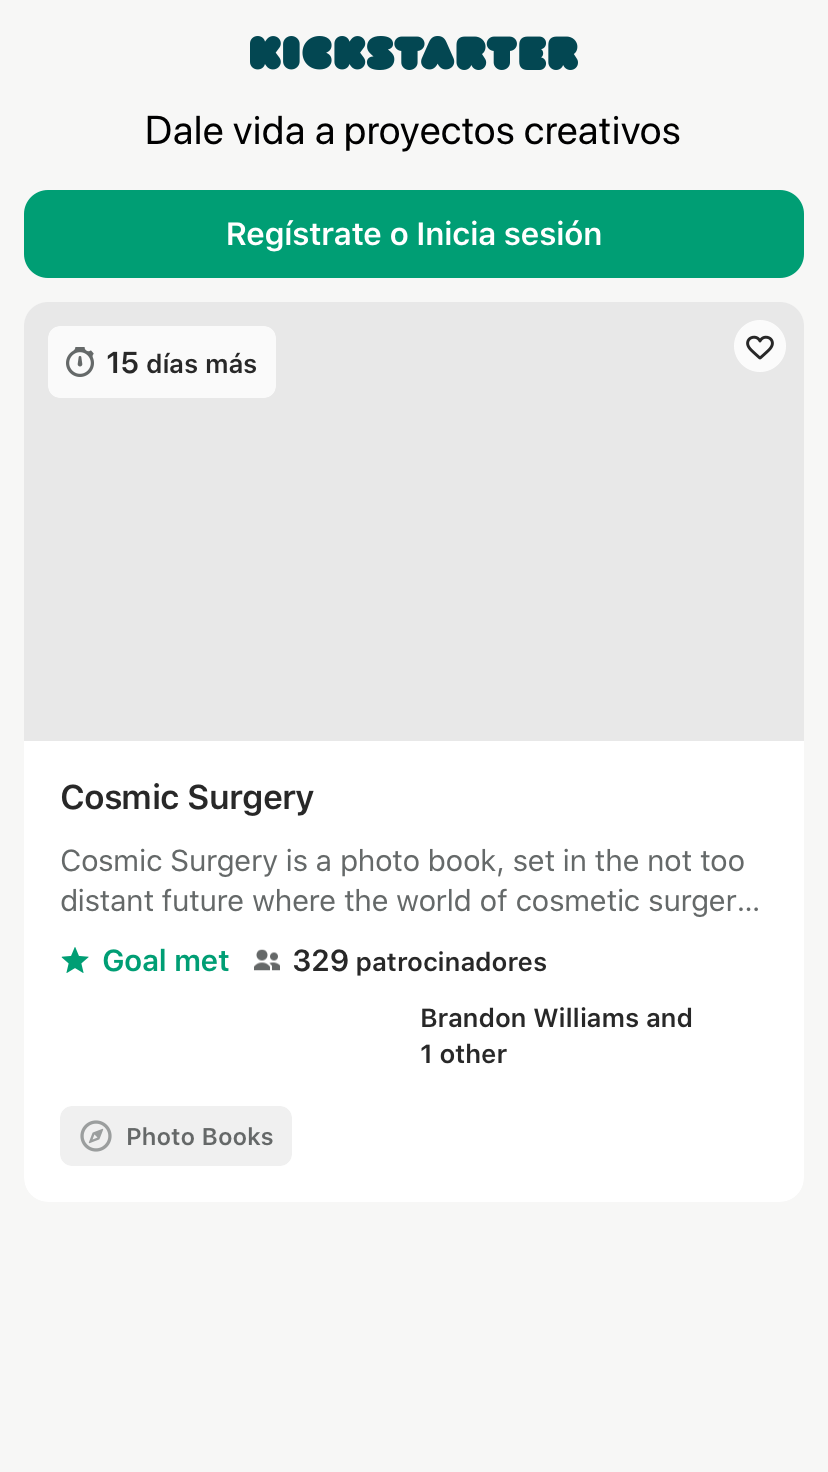 KICKSTARTER
Dale vida a proyectos creativos
Regístrate o Inicia sesión
15 días más
Cosmic Surgery
Cosmic Surgery is a photo book, set in the not too
distant future where the world of cosmetic surger...
Goal met 329 patrocinadores
Brandon Williams and
1 other
Photo Books